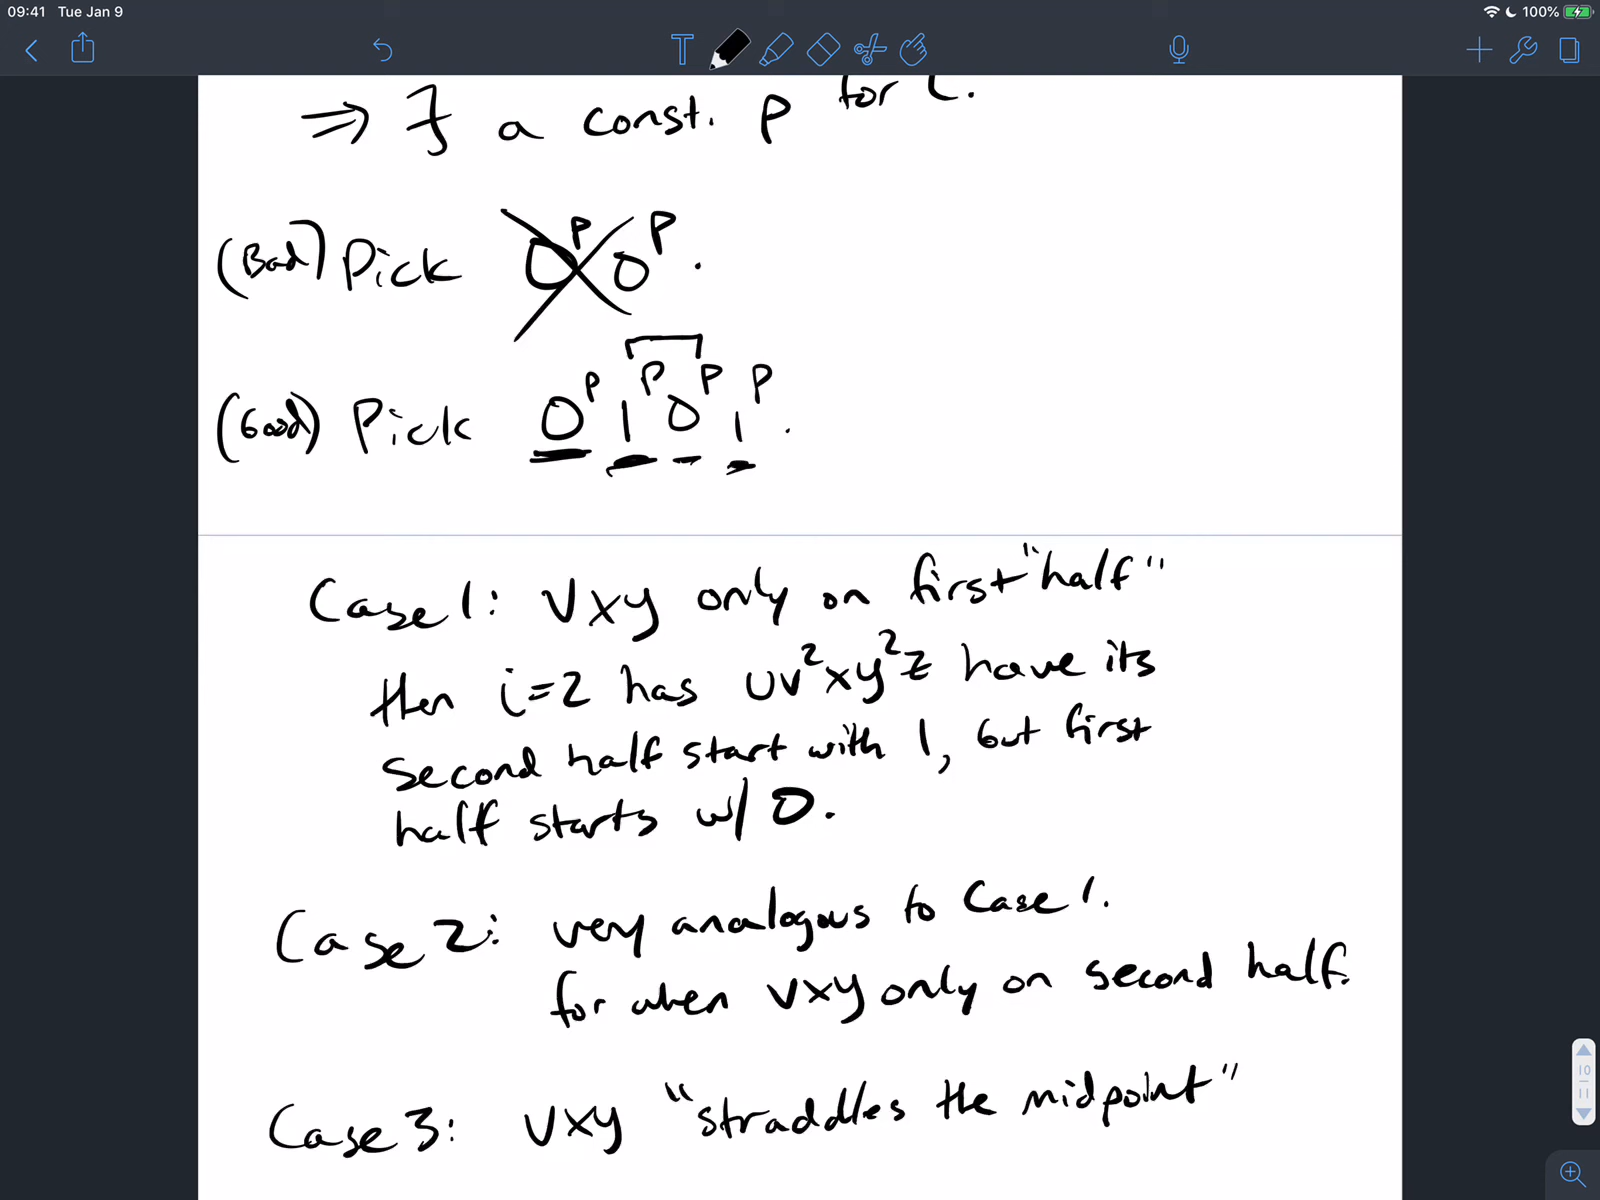 09:41 Tue Jan 9
100%
⇒ ∃ a const. p for L.
(Bad) Pick 0^p 0^p.
(Good) Pick 0^p 1^p 0^p 1^p.
Case 1: vxy only on first "half"
then i=2 has uv²xy²z have its
second half start with 1, but first
half starts w/ 0.
Case 2: very analogous to Case 1.
for when vxy only on second half.
Case 3: vxy "straddles the midpoint"
10
11